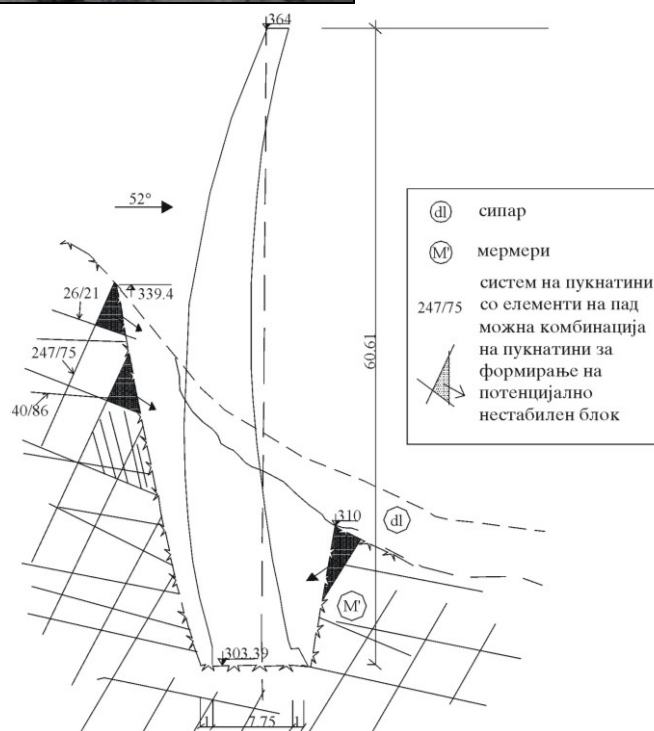 364
52°
339.4
26/21
247/75
40/86
60.61
310
dl
M'
303.39
1
7.75
1
dl сипар
M' мермери
247/75
систем на пукнатини
со елементи на пад
можна комбинација
на пукнатини за
формирање на
потенцијално
нестабилен блок